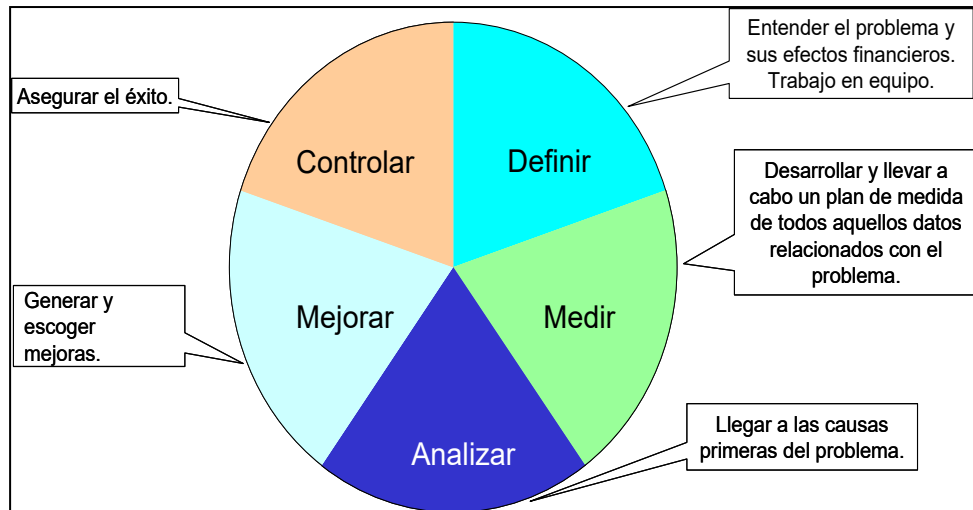 Entender el problema y
sus efectos financieros.
Trabajo en equipo.
Asegurar el éxito.
Controlar
Definir
Desarrollar y llevar a
cabo un plan de medida
de todos aquellos datos
relacionados con el
problema.
Generar y
escoger
mejoras.
Mejorar
Medir
Analizar
Llegar a las causas
primeras del problema.